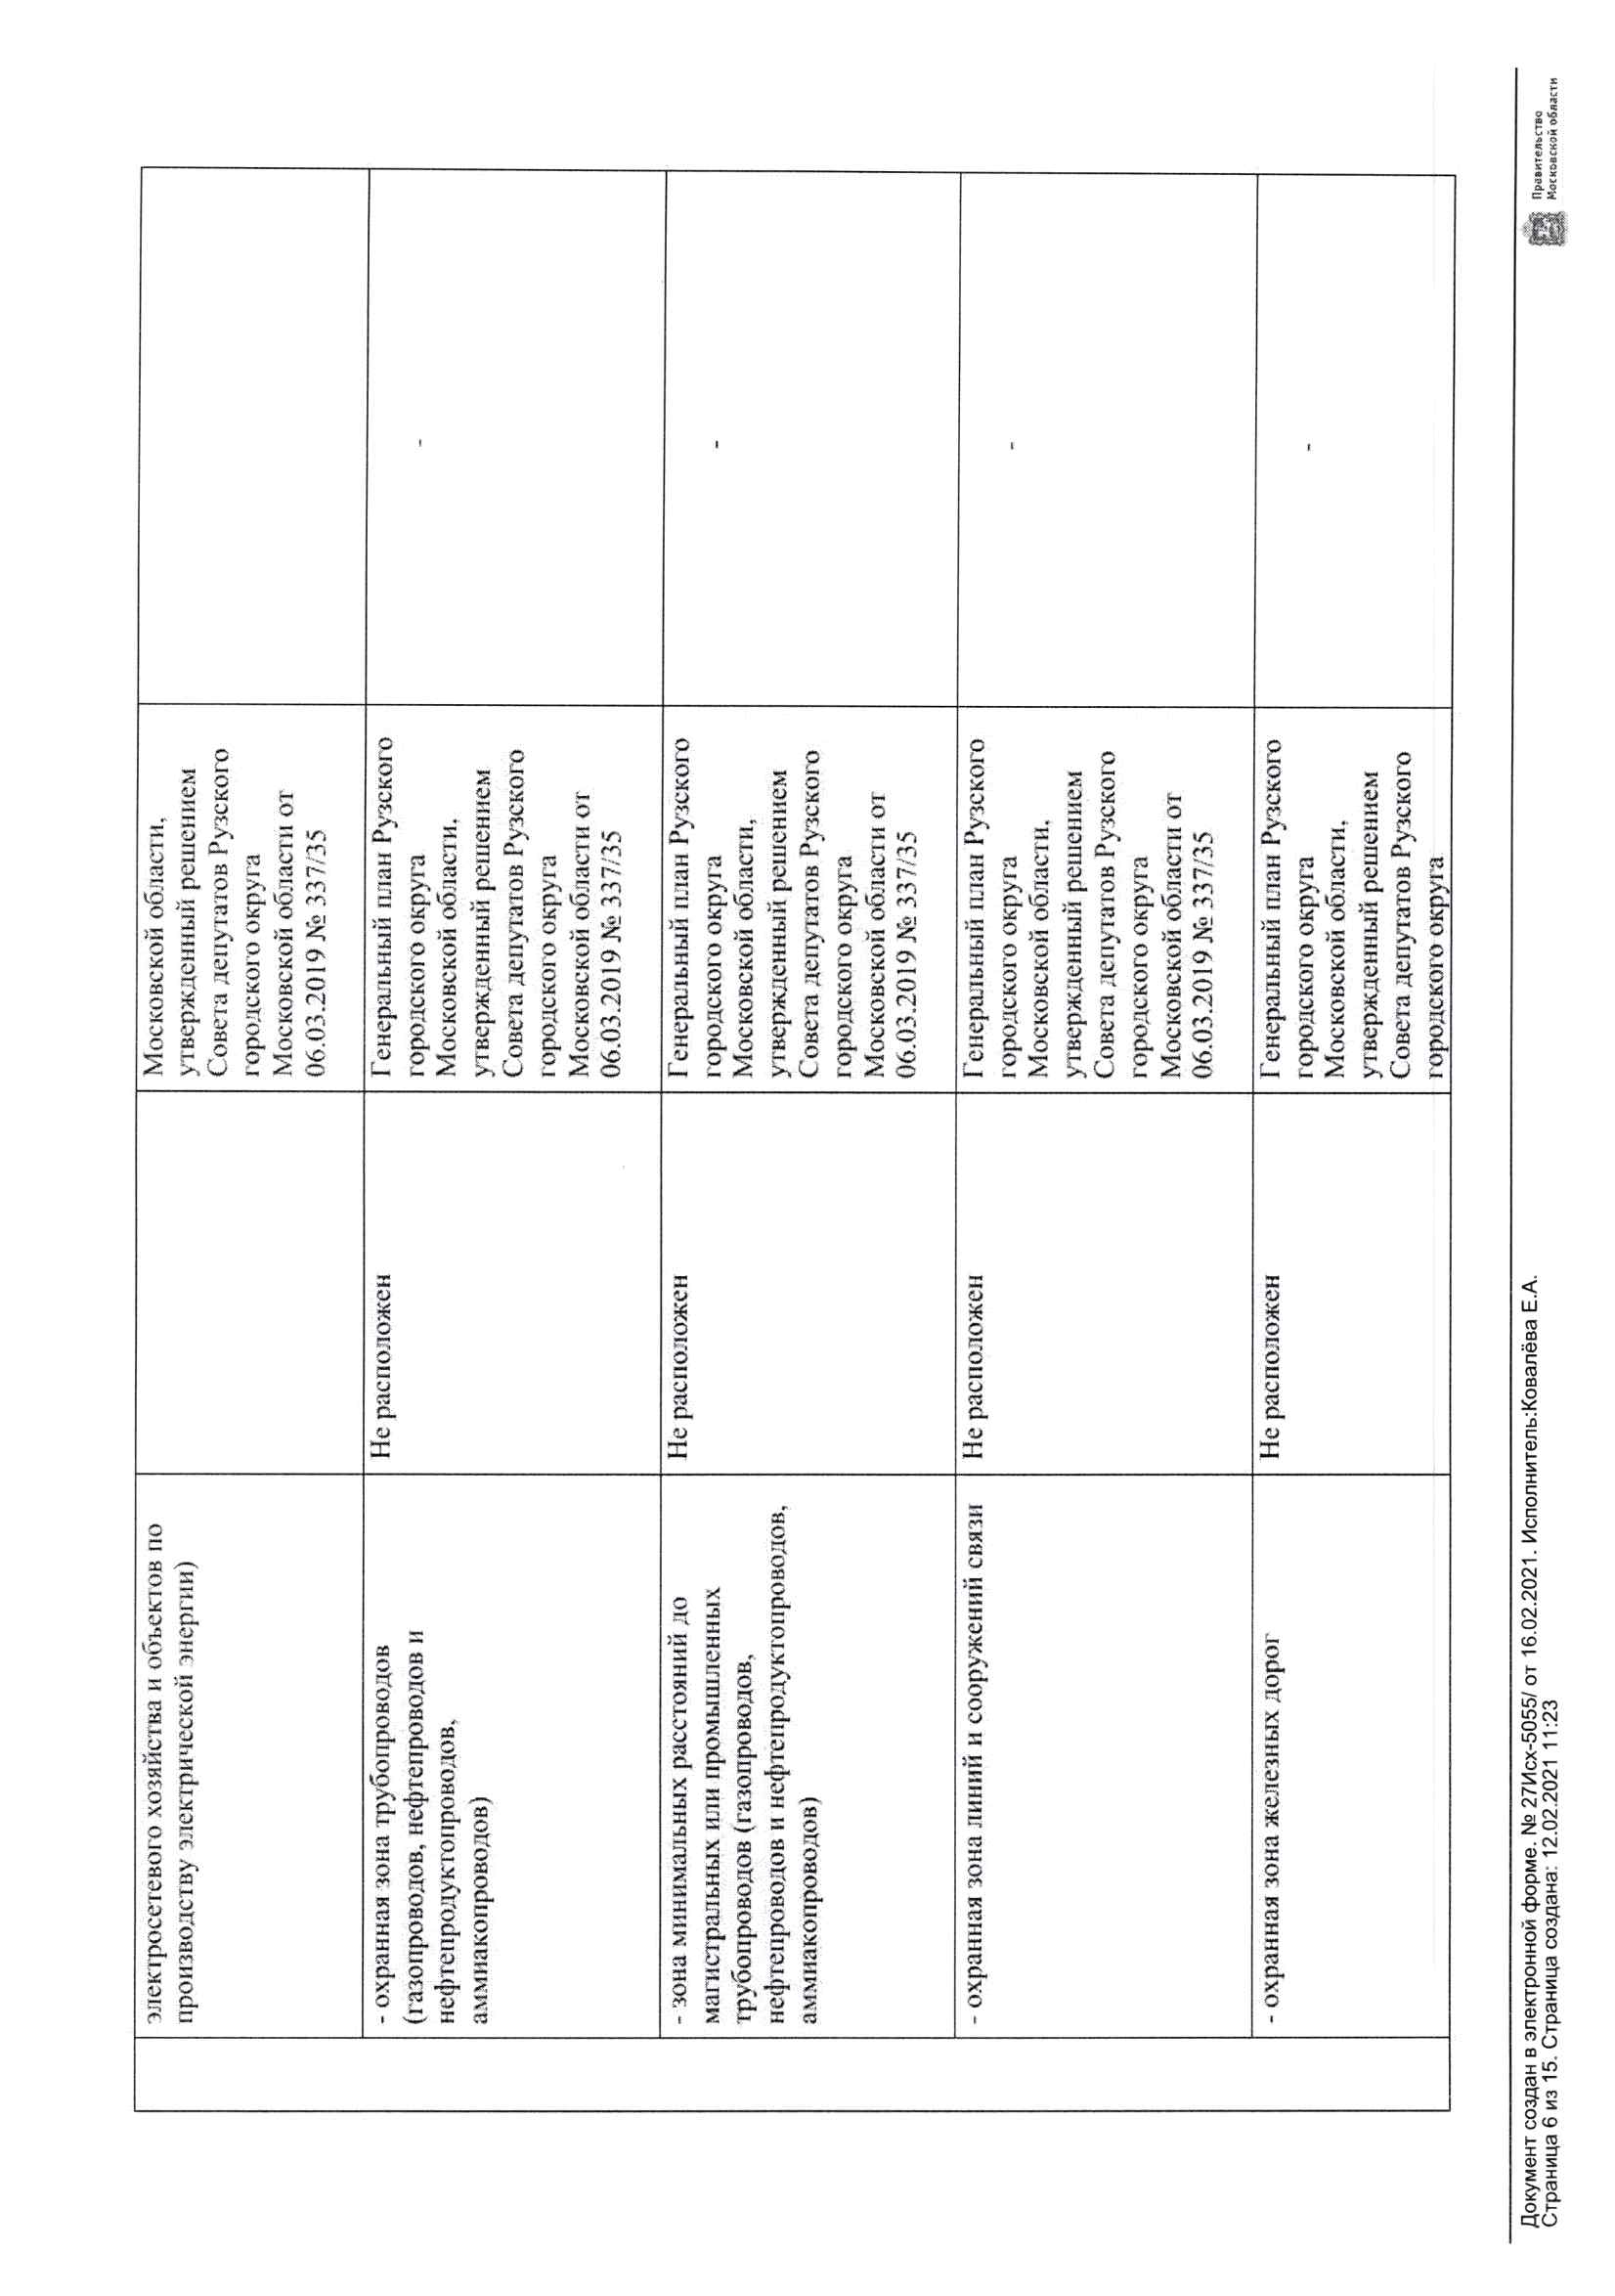 электросетевого хозяйства и объектов по
производству электрической энергии)
Московской области,
утвержденный решением
Совета депутатов Рузского
городского округа
Московской области от
06.03.2019 № 337/35
- охранная зона трубопроводов
(газопроводов, нефтепроводов и
нефтепродуктопроводов,
аммиакопроводов)
Не расположен
Генеральный план Рузского
городского округа
Московской области,
утвержденный решением
Совета депутатов Рузского
городского округа
Московской области от
06.03.2019 № 337/35
-
- зона минимальных расстояний до
магистральных или промышленных
трубопроводов (газопроводов,
нефтепроводов и нефтепродуктопроводов,
аммиакопроводов)
Не расположен
Генеральный план Рузского
городского округа
Московской области,
утвержденный решением
Совета депутатов Рузского
городского округа
Московской области от
06.03.2019 № 337/35
-
- охранная зона линий и сооружений связи
Не расположен
Генеральный план Рузского
городского округа
Московской области,
утвержденный решением
Совета депутатов Рузского
городского округа
Московской области от
06.03.2019 № 337/35
-
- охранная зона железных дорог
Не расположен
Генеральный план Рузского
городского округа
Московской области,
утвержденный решением
Совета депутатов Рузского
городского округа
-
Документ создан в электронной форме. № 27Исх-5055/ от 16.02.2021. Исполнитель:Ковалёва Е.А.
Страница 6 из 15. Страница создана: 12.02.2021 11:23
Правительство
Московской области